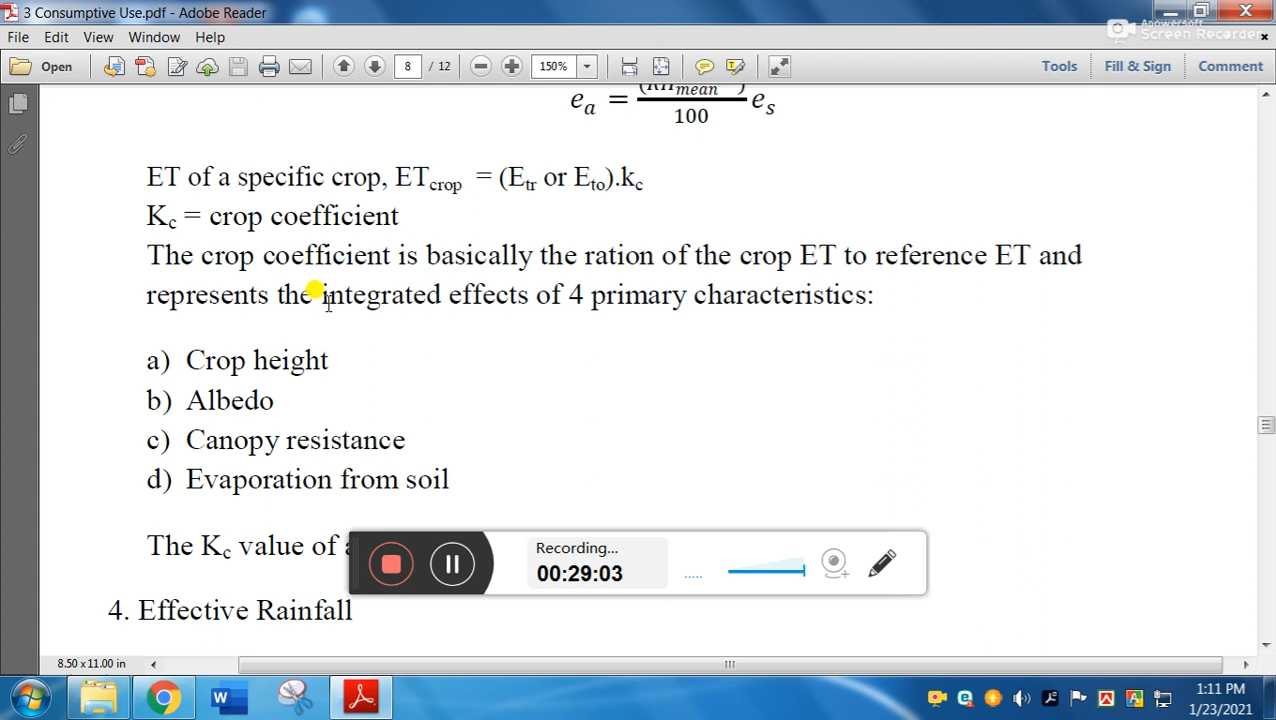 3 Consumptive Use.pdf - Adobe Reader
Apowersoft
Screen Recorder
File Edit View Window Help
Open 8 / 12 150% Tools Fill & Sign Comment
e_a = (RH_mean) / 100 e_s
ET of a specific crop, ET_crop = (E_tr or E_to).k_c
K_c = crop coefficient
The crop coefficient is basically the ration of the crop ET to reference ET and
represents the integrated effects of 4 primary characteristics:
a) Crop height
b) Albedo
c) Canopy resistance
d) Evaporation from soil
The K_c value of
Recording...
00:29:03
4. Effective Rainfall
8.50 x 11.00 in
1:11 PM
1/23/2021